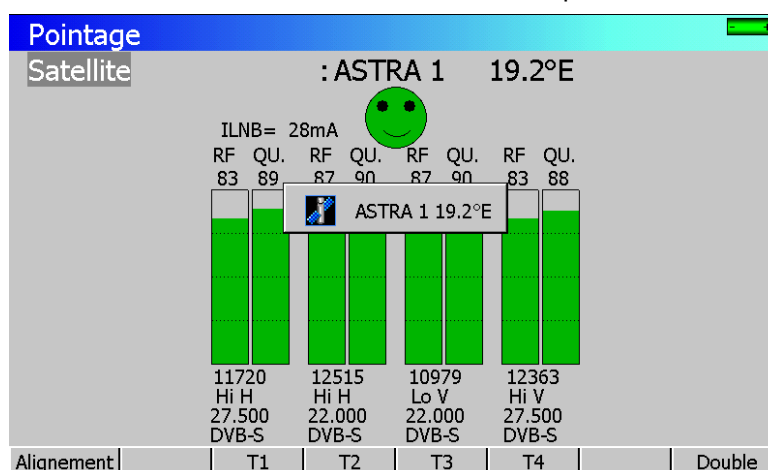 Pointage
Satellite : ASTRA 1 19.2°E
ILNB= 28mA
RF QU. RF QU. RF QU. RF QU.
83 89 87 90 87 90 83 88
ASTRA 1 19.2°E
11720 12515 10979 12363
Hi H Hi H Lo V Hi V
27.500 22.000 22.000 27.500
DVB-S DVB-S DVB-S DVB-S
Alignement T1 T2 T3 T4 Double